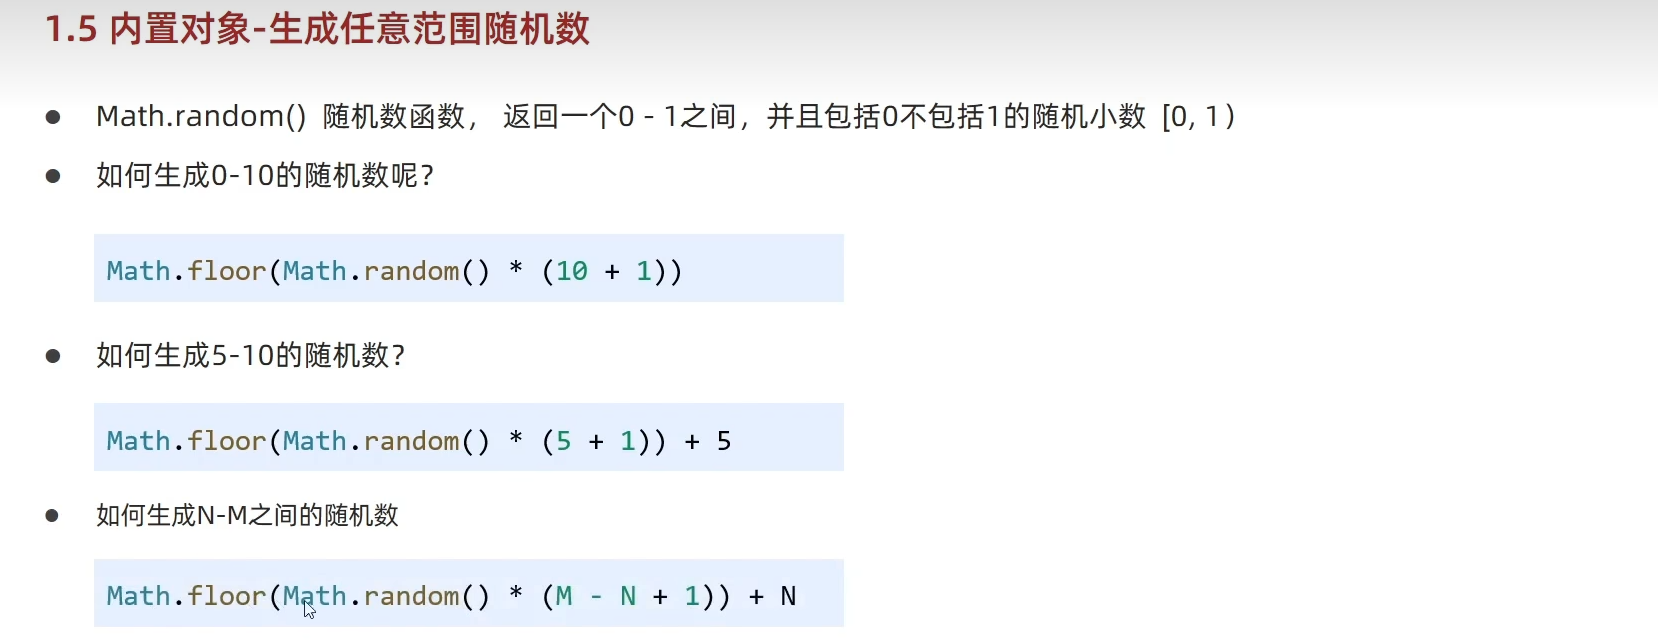 1.5 内置对象-生成任意范围随机数
Math.random() 随机数函数， 返回一个0 - 1之间，并且包括0不包括1的随机小数 [0, 1）
如何生成0-10的随机数呢？
Math.floor(Math.random() * (10 + 1))
如何生成5-10的随机数？
Math.floor(Math.random() * (5 + 1)) + 5
如何生成N-M之间的随机数
Math.floor(Math.random() * (M - N + 1)) + N